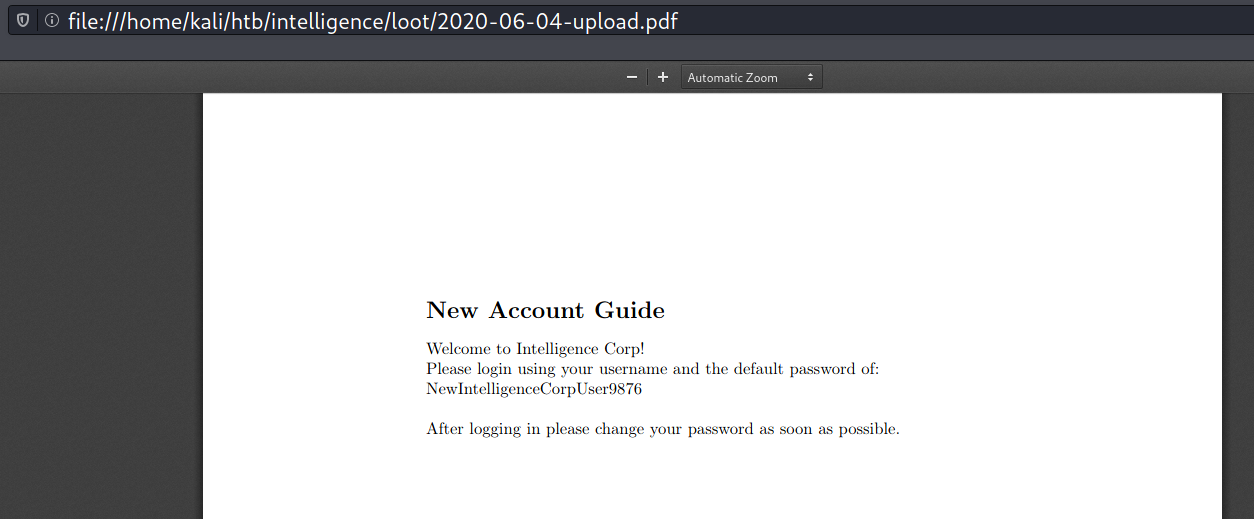 file:///home/kali/htb/intelligence/loot/2020-06-04-upload.pdf
Automatic Zoom
New Account Guide
Welcome to Intelligence Corp!
Please login using your username and the default password of:
NewIntelligenceCorpUser9876
After logging in please change your password as soon as possible.